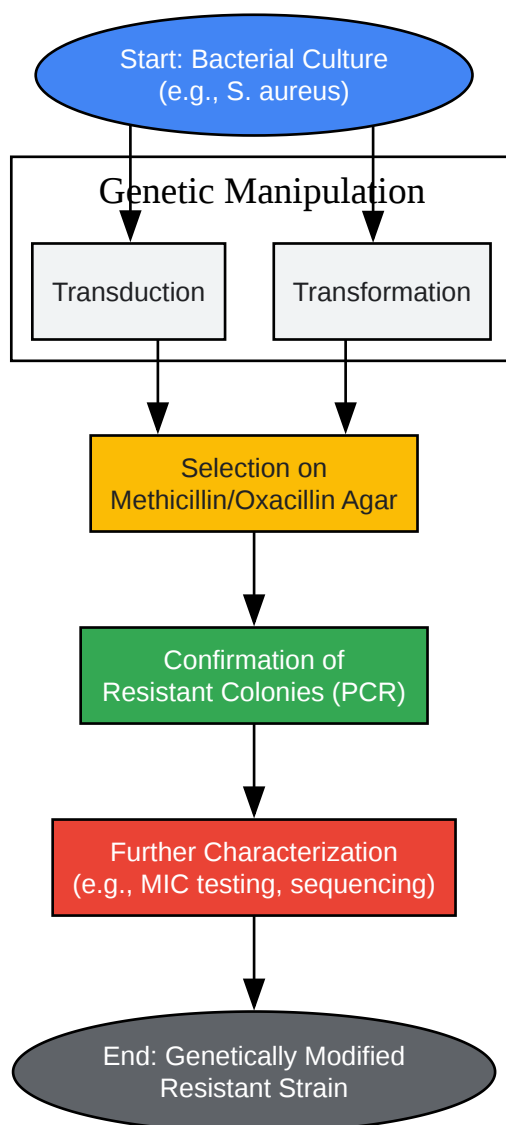 Start: Bacterial Culture
(e.g., S. aureus)
Genetic Manipulation
Transduction
Transformation
Selection on
Methicillin/Oxacillin Agar
Confirmation of
Resistant Colonies (PCR)
Further Characterization
(e.g., MIC testing, sequencing)
End: Genetically Modified
Resistant Strain